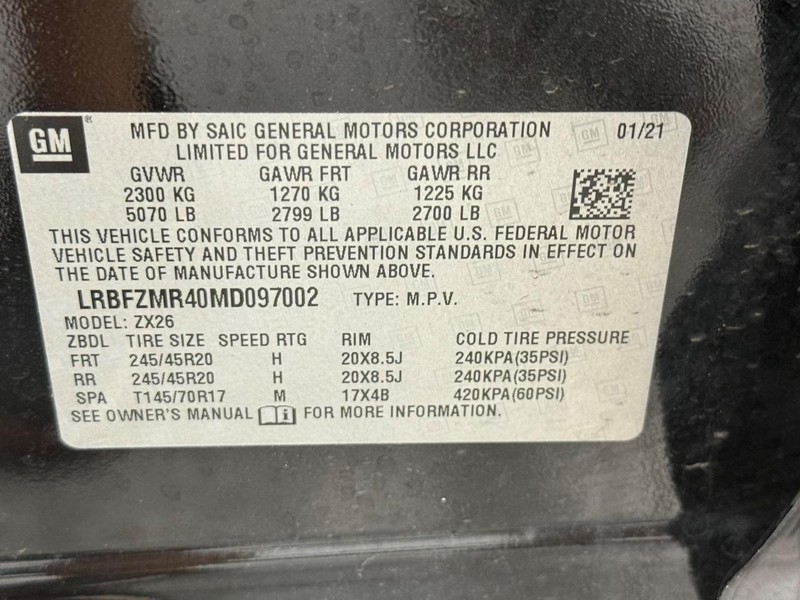 GM ®
MFD BY SAIC GENERAL MOTORS CORPORATION 01/21
LIMITED FOR GENERAL MOTORS LLC
GVWR GAWR FRT GAWR RR
2300 KG 1270 KG 1225 KG
5070 LB 2799 LB 2700 LB
THIS VEHICLE CONFORMS TO ALL APPLICABLE U.S. FEDERAL MOTOR
VEHICLE SAFETY AND THEFT PREVENTION STANDARDS IN EFFECT ON
THE DATE OF MANUFACTURE SHOWN ABOVE.
LRBFZMR40MD097002 TYPE: M.P.V.
MODEL: ZX26
ZBDL TIRE SIZE SPEED RTG RIM COLD TIRE PRESSURE
FRT 245/45R20 H 20X8.5J 240KPA(35PSI)
RR 245/45R20 H 20X8.5J 240KPA(35PSI)
SPA T145/70R17 M 17X4B 420KPA(60PSI)
SEE OWNER'S MANUAL i FOR MORE INFORMATION.